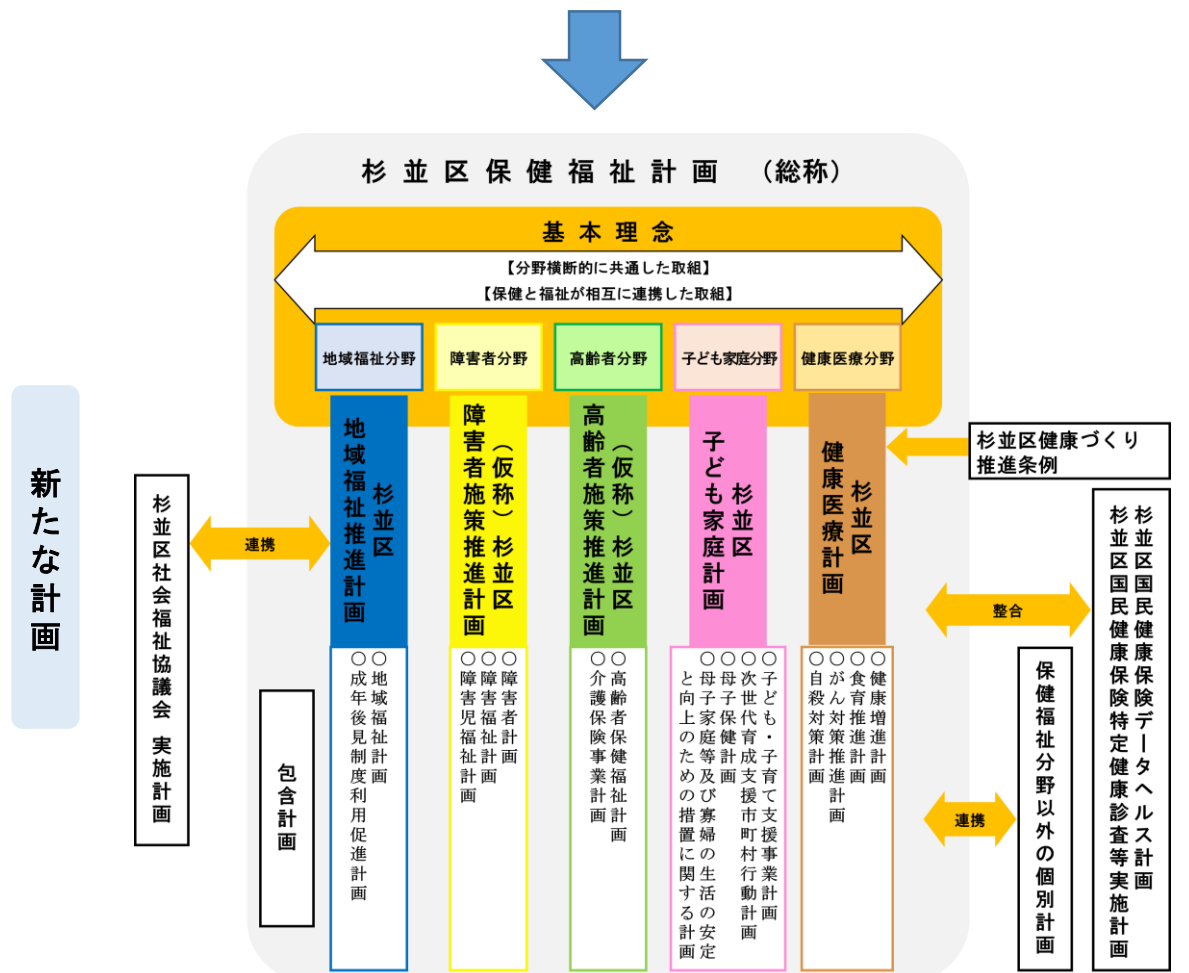 杉並区保健福祉計画 （総称）
基本理念
【分野横断的に共通した取組】
【保健と福祉が相互に連携した取組】
地域福祉分野
障害者分野
高齢者分野
子ども家庭分野
健康医療分野
杉並区
地域福祉推進計画
（仮称）杉並区
障害者施策推進計画
（仮称）杉並区
高齢者施策推進計画
杉並区
子ども家庭計画
杉並区
健康医療計画
杉並区健康づくり
推進条例
新たな計画
杉並区社会福祉協議会 実施計画
連携
包含計画
○地域福祉計画
○成年後見制度利用促進計画
○障害者計画
○障害福祉計画
○障害児福祉計画
○高齢者保健福祉計画
○介護保険事業計画
○子ども・子育て支援事業計画
○次世代育成支援市町村行動計画
○母子保健計画
○母子家庭等及び寡婦の生活の安定
と向上のための措置に関する計画
○健康増進計画
○食育推進計画
○がん対策推進計画
○自殺対策計画
整合
杉並区国民健康保険データヘルス計画
杉並区国民健康保険特定健康診査等実施計画
連携
保健福祉分野以外の個別計画